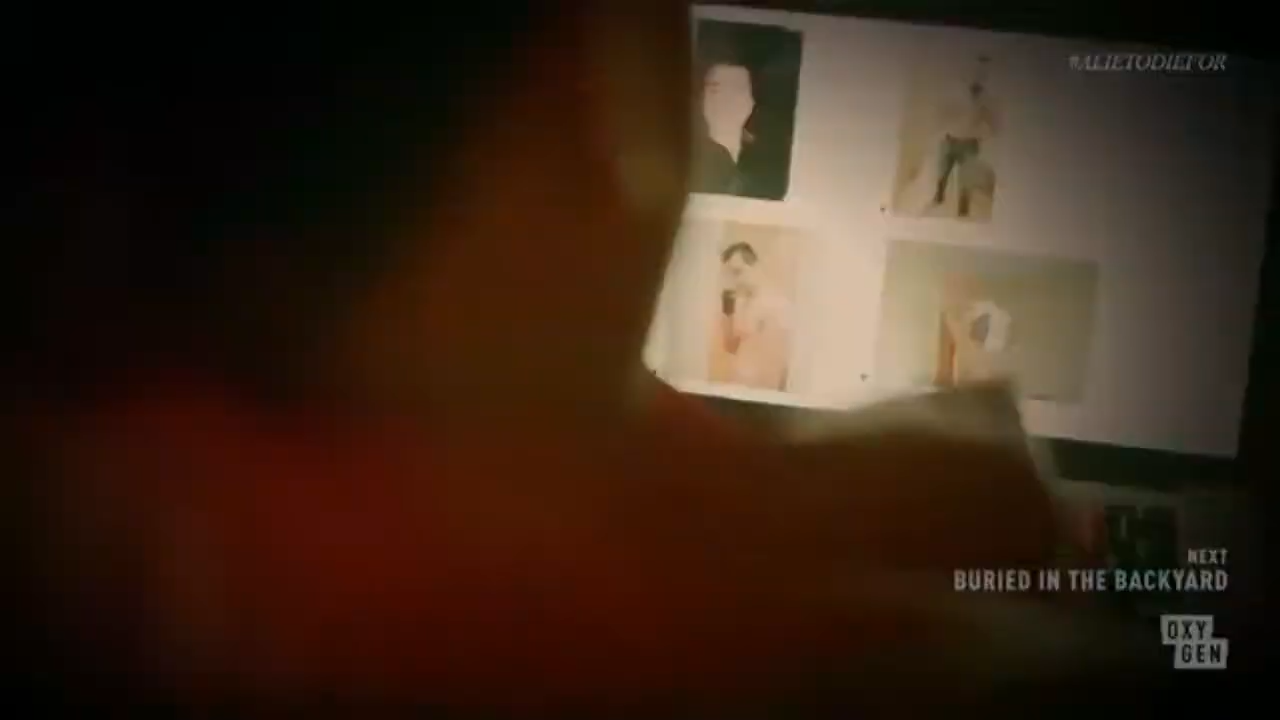 #ALIETODIEFOR
NEXT
BURIED IN THE BACKYARD
OXY
GEN